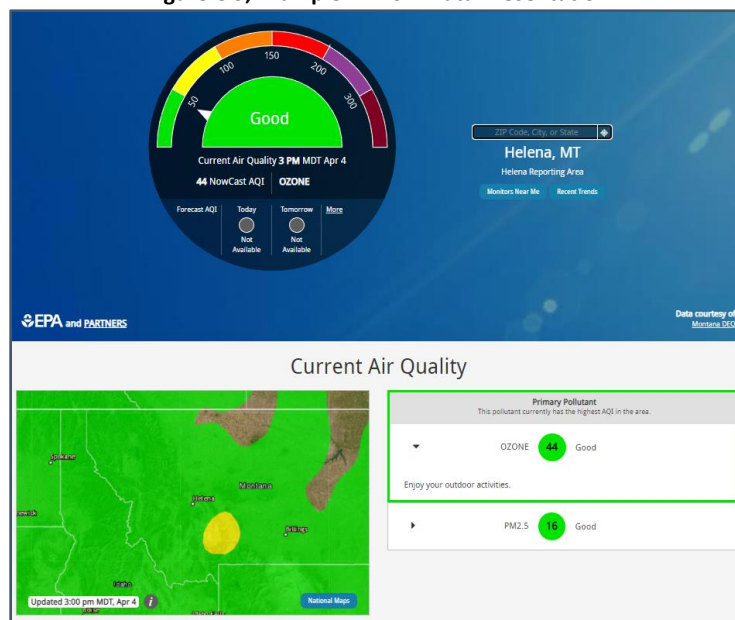 50
100
150
200
300
Good
Current Air Quality 3 PM MDT Apr 4
44 NowCast AQI OZONE
Forecast AQI Today Tomorrow More
Not Available Not Available
ZIP Code, City, or State
Helena, MT
Helena Reporting Area
Monitors Near Me Recent Trends
EPA and PARTNERS
Data courtesy of
Montana DEQ
Current Air Quality
Spokane
Montana
Helena
Billings
Idaho
Updated 3:00 pm MDT, Apr 4 i
National Maps
Primary Pollutant
This pollutant currently has the highest AQI in the area.
OZONE 44 Good
Enjoy your outdoor activities.
PM2.5 16 Good